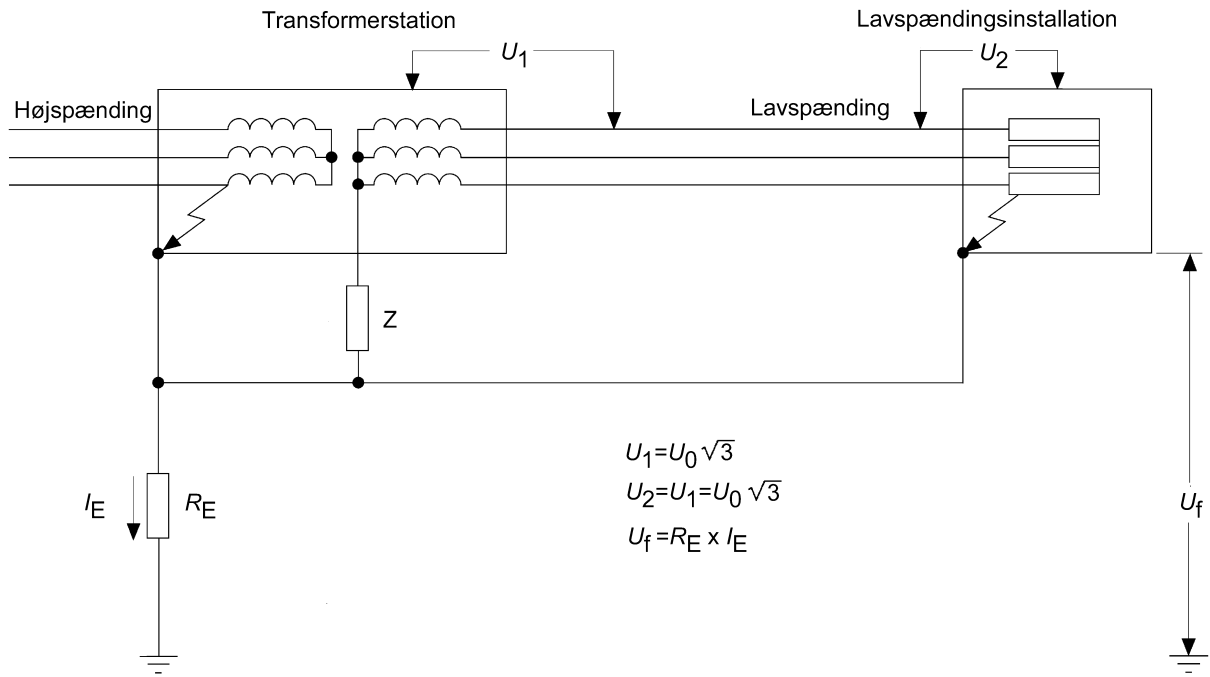 Transformerstation
Lavspændingsinstallation
U1
U2
Højspænding
Lavspænding
Z
U1=U0√3
U2=U1=U0√3
Uf=RE x IE
IE
RE
Uf